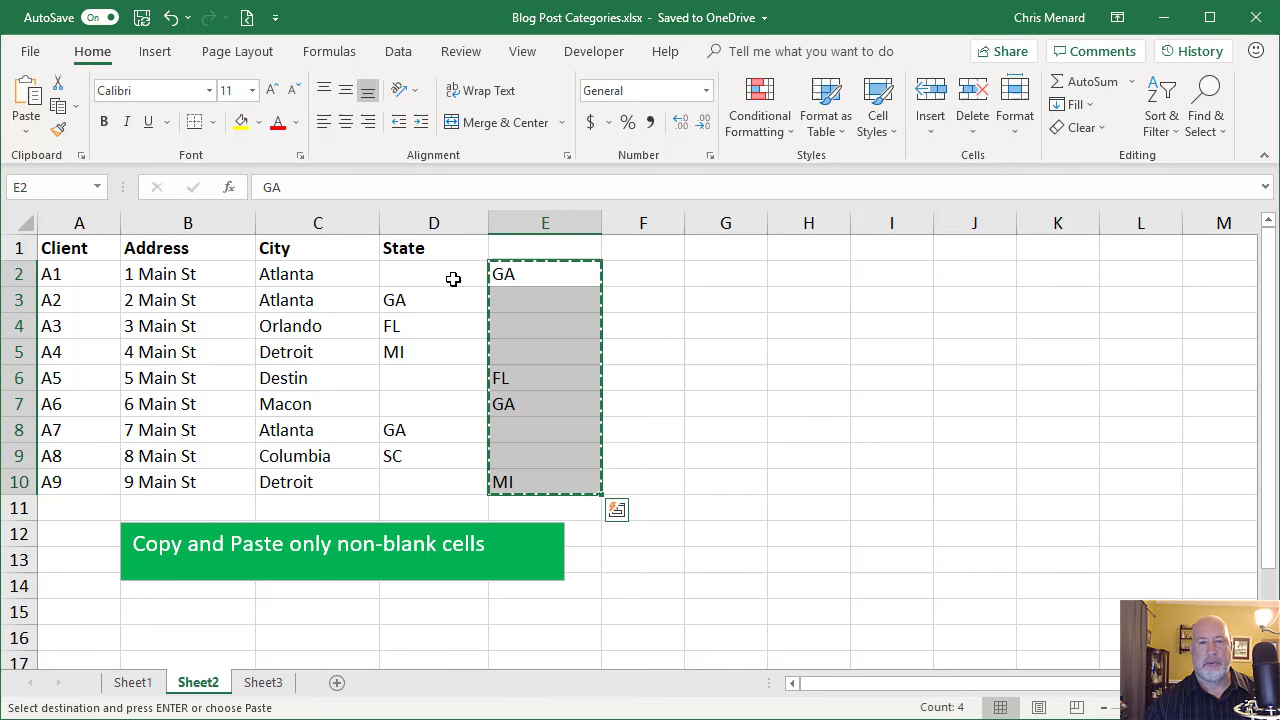 AutoSave On Blog Post Categories.xlsx - Saved to OneDrive Chris Menard
File Home Insert Page Layout Formulas Data Review View Developer Help Tell me what you want to do Share Comments History
Paste Calibri 11 Wrap Text General Conditional Formatting Format as Table Cell Styles Insert Delete Format AutoSum Sort & Filter Find & Select
B I U A Merge & Center $ % Fill
Clear
Clipboard Font Alignment Number Styles Cells Editing
E2 fx GA
A B C D E F G H I J K L M
1 Client Address City State
2 A1 1 Main St Atlanta GA
3 A2 2 Main St Atlanta GA
4 A3 3 Main St Orlando FL
5 A4 4 Main St Detroit MI
6 A5 5 Main St Destin FL
7 A6 6 Main St Macon GA
8 A7 7 Main St Atlanta GA
9 A8 8 Main St Columbia SC
10 A9 9 Main St Detroit MI
11
12 Copy and Paste only non-blank cells
13
14
15
16
17
Sheet1 Sheet2 Sheet3
Select destination and press ENTER or choose Paste Count: 4